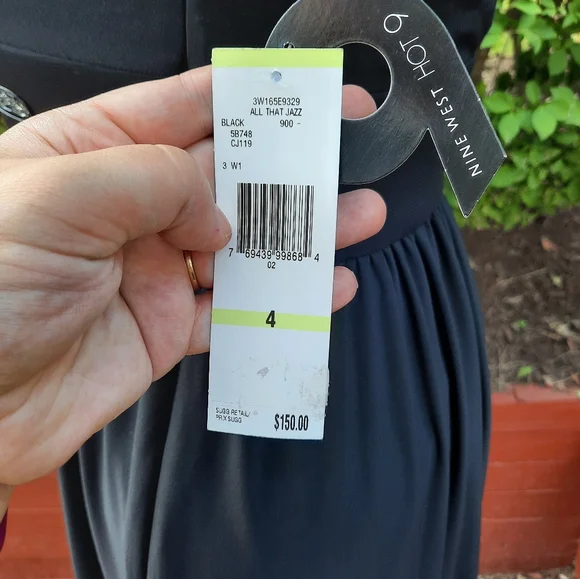 3W165E9329
ALL THAT JAZZ
BLACK 900 -
5B748
CJ119
3 W1
7 69439 99868 4
02
4
SUGG RETAIL/
PRIX SUGG
$150.00
NINE WEST HOT 9